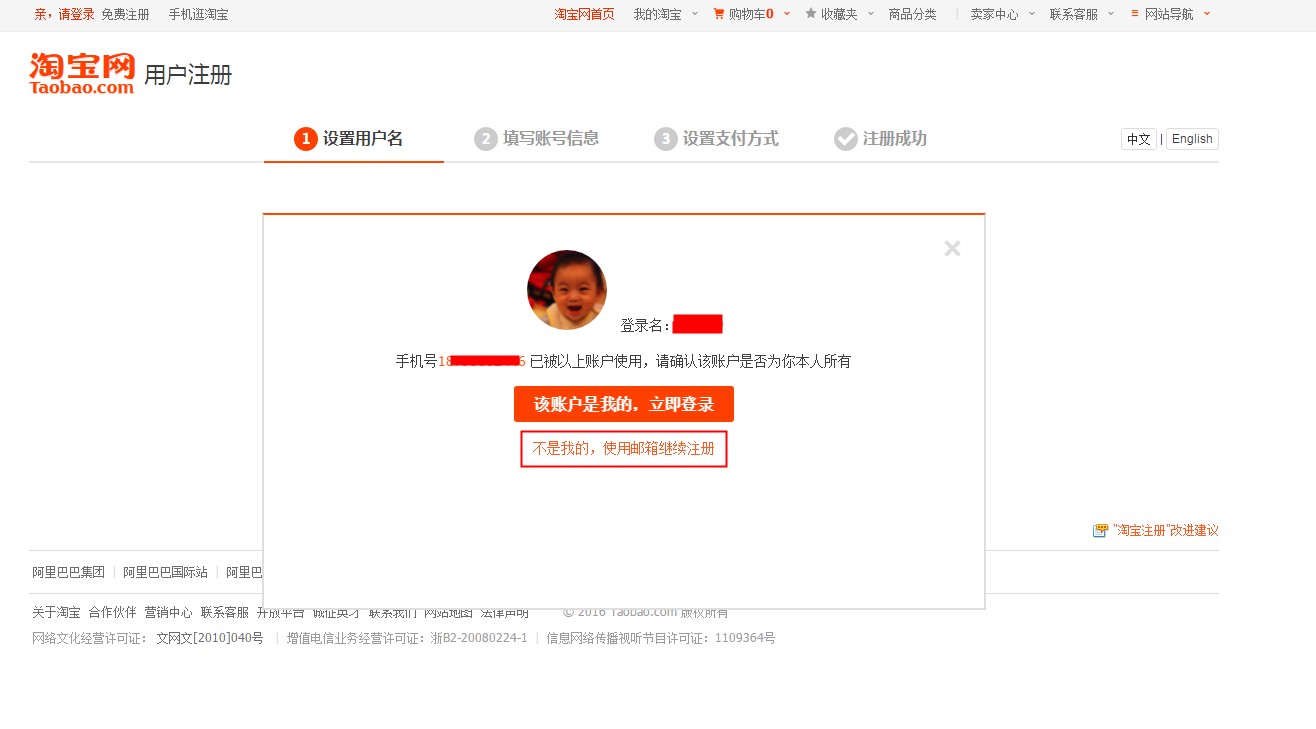 亲，请登录 免费注册 手机逛淘宝 淘宝网首页 我的淘宝 购物车0 收藏夹 商品分类 | 卖家中心 联系客服 网站导航
淘宝网
Taobao.com
用户注册
1 设置用户名 2 填写账号信息 3 设置支付方式 注册成功 中文 | English
登录名：
手机号18 6 已被以上账户使用，请确认该账户是否为你本人所有
该账户是我的，立即登录
不是我的，使用邮箱继续注册
"淘宝注册"改进建议
阿里巴巴集团 | 阿里巴巴国际站 | 阿里巴
关于淘宝 合作伙伴 营销中心 联系客服 开放平台 诚征英才 联系我们 网站地图 法律声明 © 2016 Taobao.com 版权所有
网络文化经营许可证： 文网文[2010]040号 | 增值电信业务经营许可证：浙B2-20080224-1 | 信息网络传播视听节目许可证：1109364号